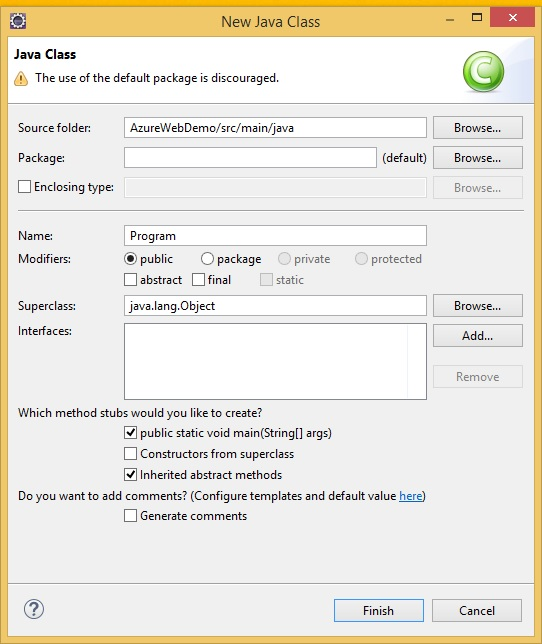 New Java Class
Java Class
The use of the default package is discouraged.
C
Source folder: AzureWebDemo/src/main/java Browse...
Package: (default) Browse...
Enclosing type: Browse...
Name: Program
Modifiers: public package private protected
abstract final static
Superclass: java.lang.Object Browse...
Interfaces: Add...
Remove
Which method stubs would you like to create?
public static void main(String[] args)
Constructors from superclass
Inherited abstract methods
Do you want to add comments? (Configure templates and default value here)
Generate comments
? Finish Cancel